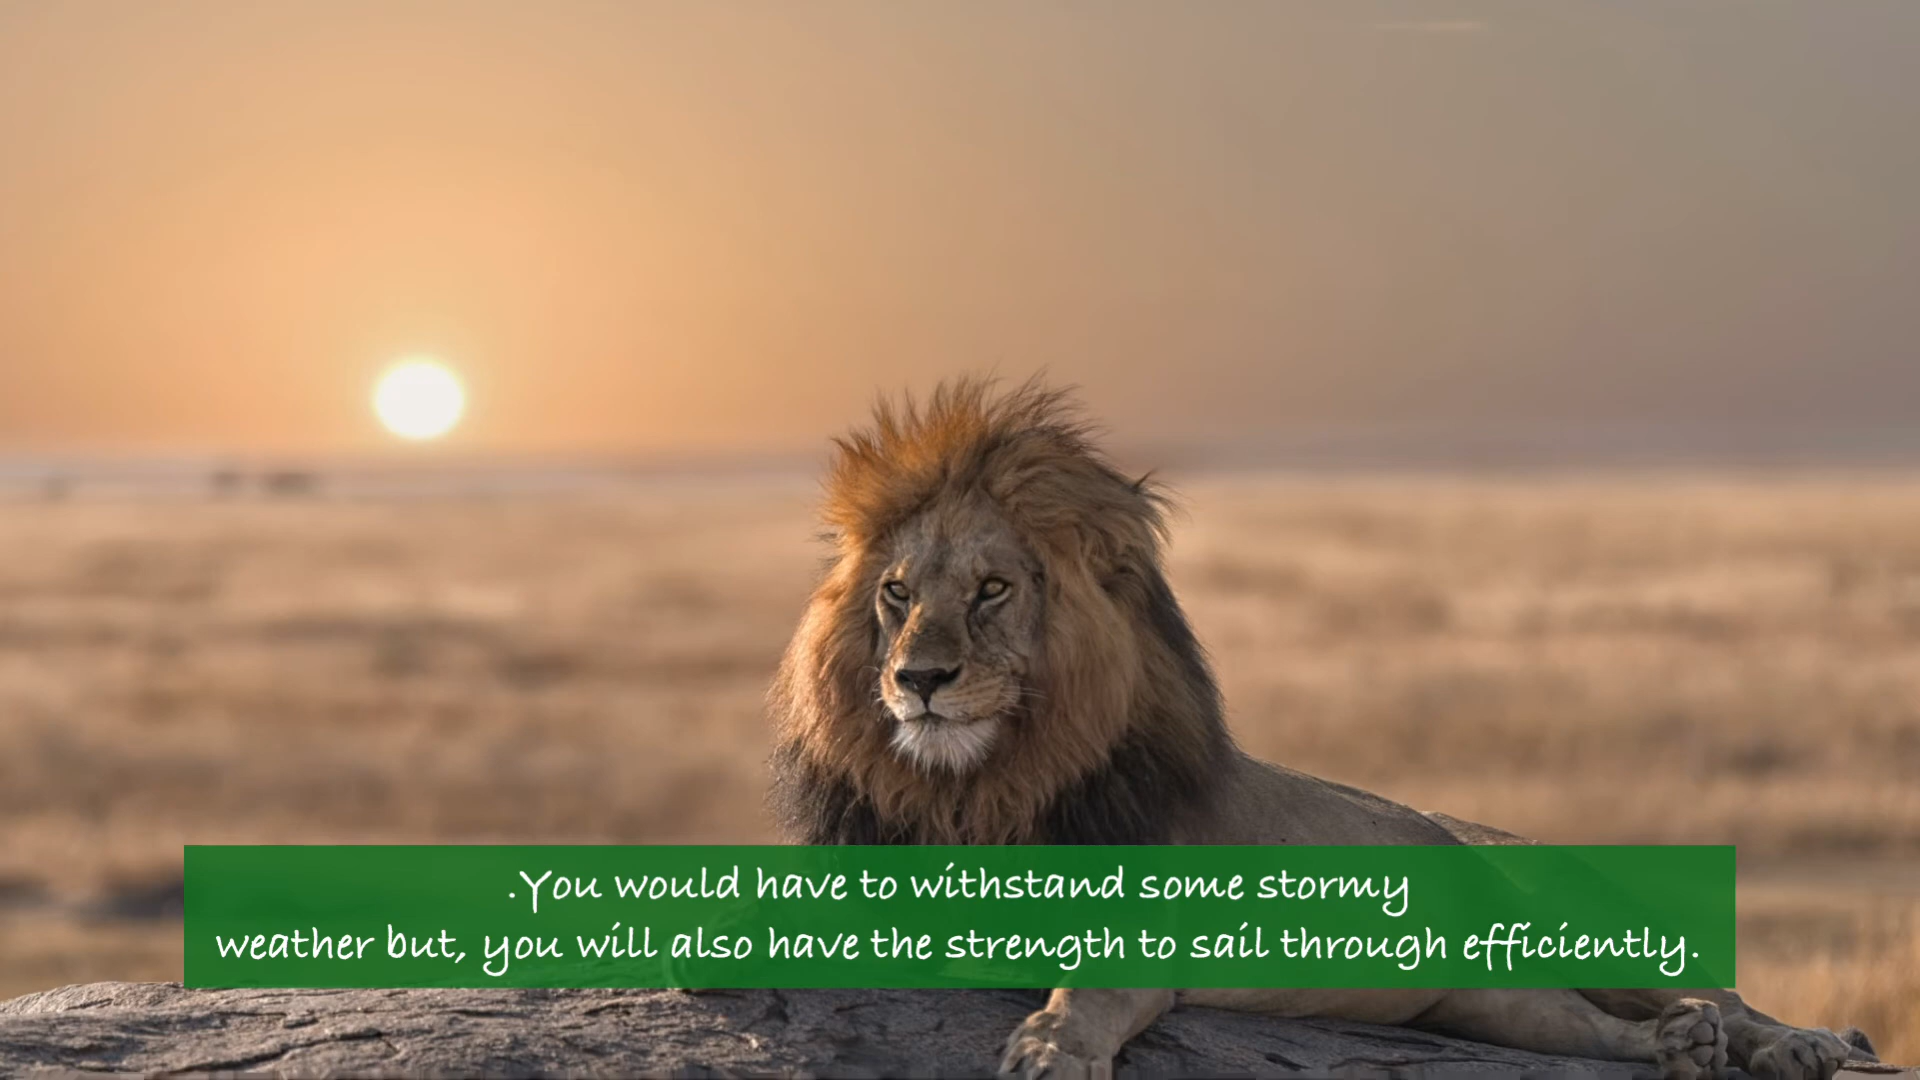 .You would have to withstand some stormy
weather but, you will also have the strength to sail through efficiently.